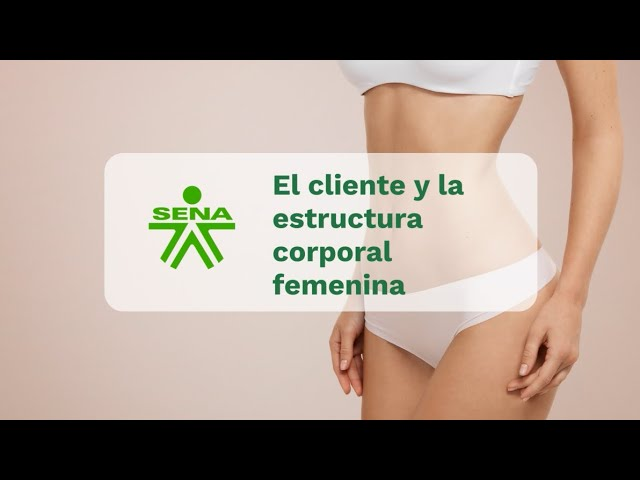 SENA
El cliente y la
estructura
corporal
femenina